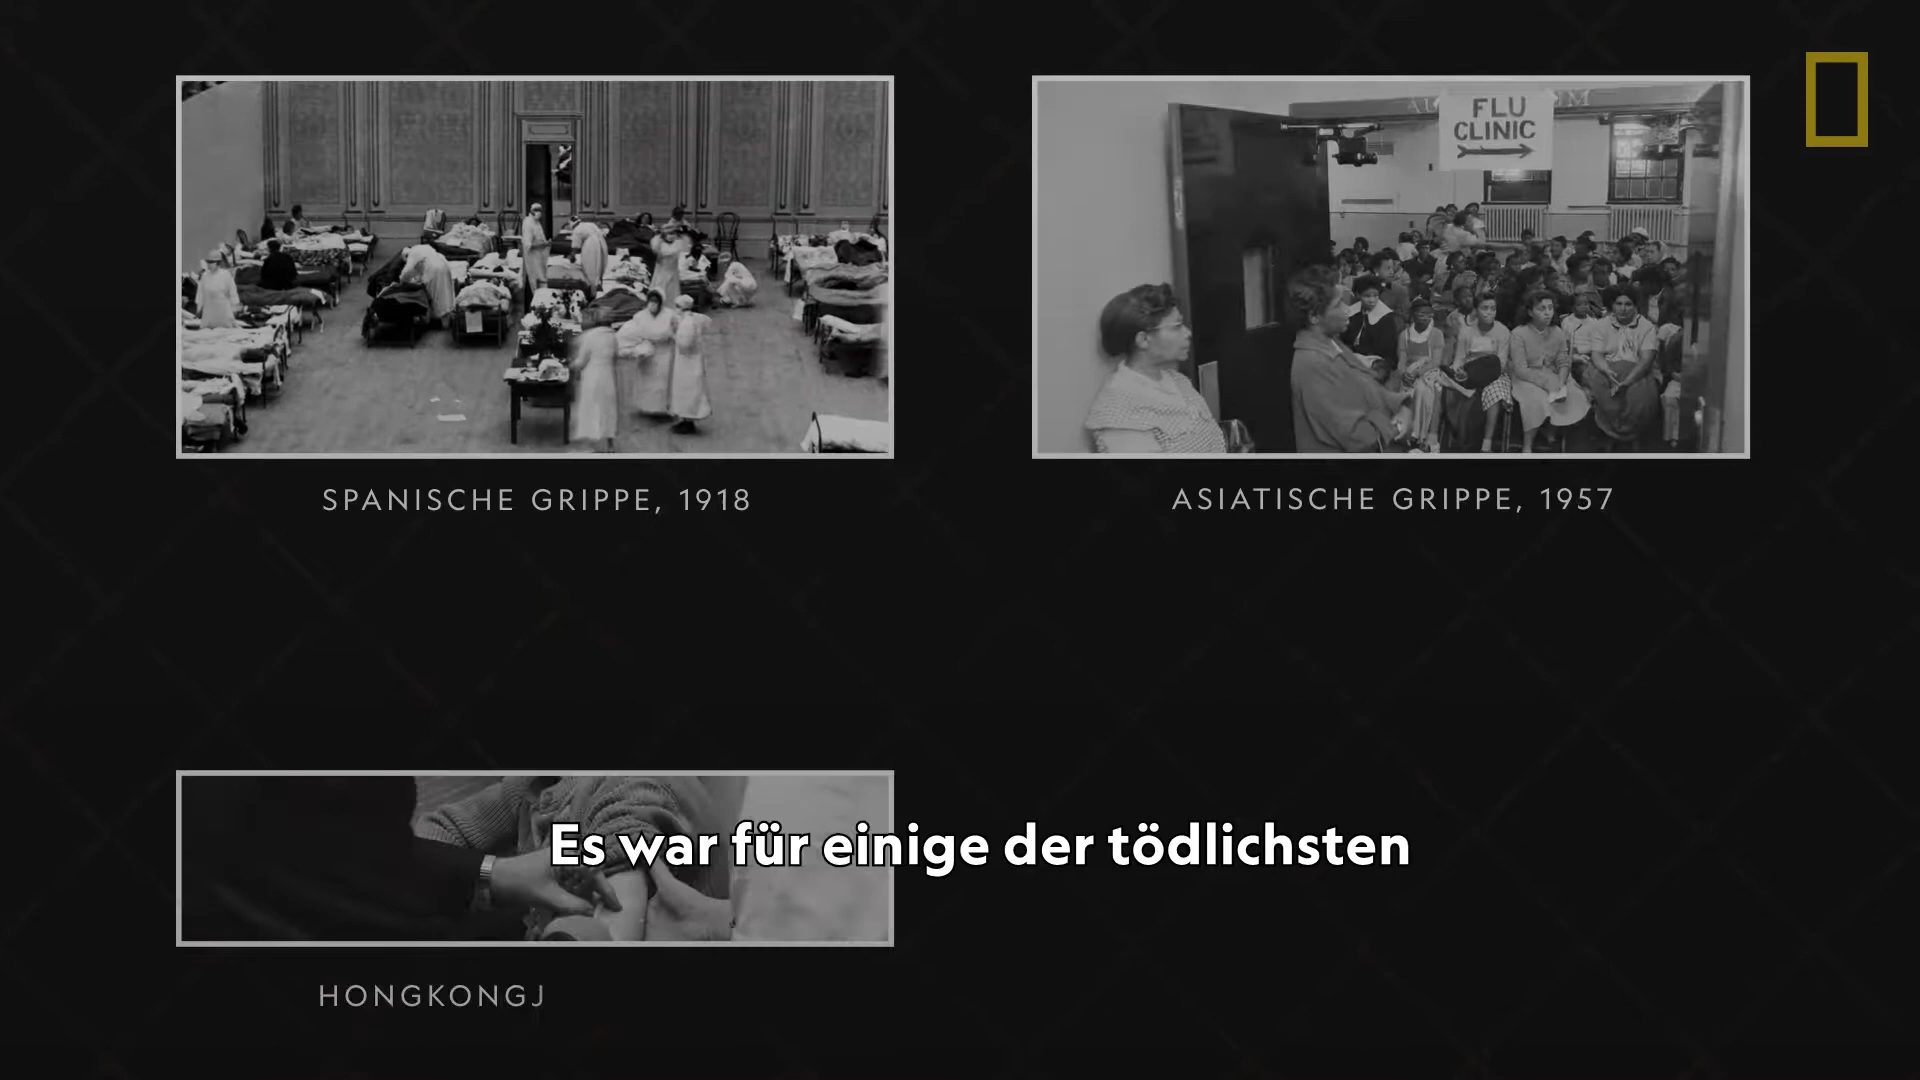 FLU
CLINIC
SPANISCHE GRIPPE, 1918
ASIATISCHE GRIPPE, 1957
Es war für einige der tödlichsten
HONGKONGJ